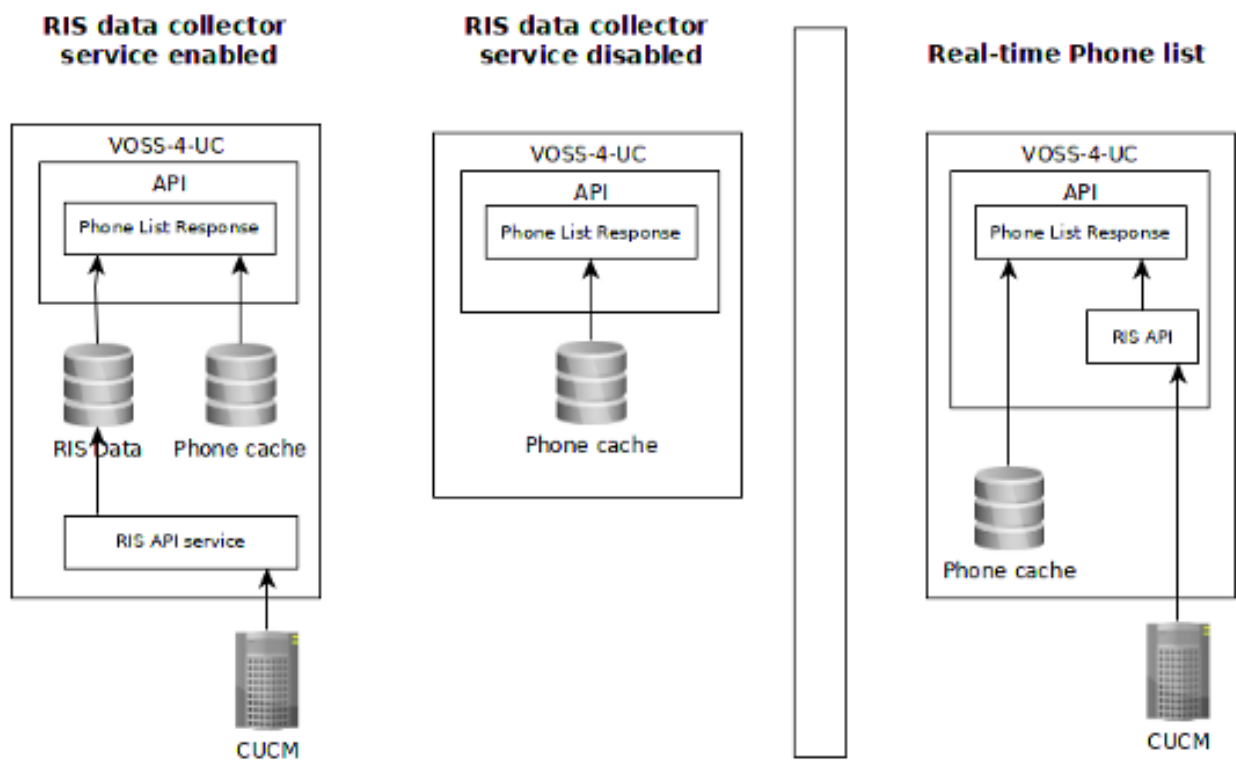 RIS data collector
service enabled
VOSS-4-UC
API
Phone List Response
RIS Data
Phone cache
RIS API service
CUCM
RIS data collector
service disabled
VOSS-4-UC
API
Phone List Response
Phone cache
Real-time Phone list
VOSS-4-UC
API
Phone List Response
RIS API
Phone cache
CUCM